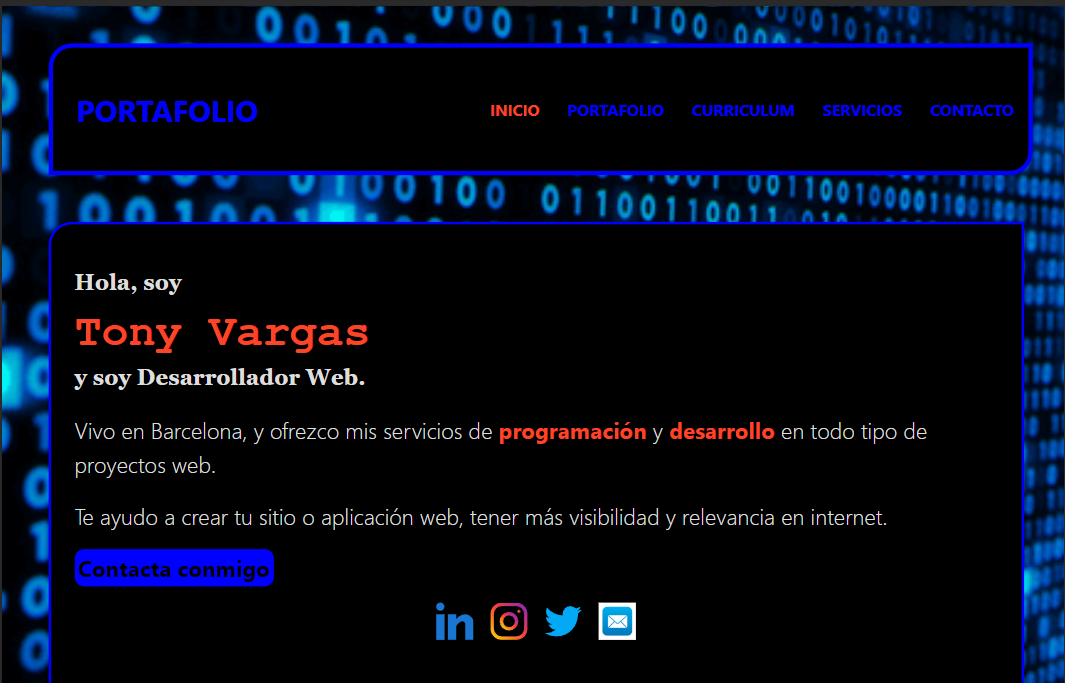 PORTAFOLIO
INICIO PORTAFOLIO CURRICULUM SERVICIOS CONTACTO
Hola, soy
Tony Vargas
y soy Desarrollador Web.
Vivo en Barcelona, y ofrezco mis servicios de programación y desarrollo en todo tipo de
proyectos web.
Te ayudo a crear tu sitio o aplicación web, tener más visibilidad y relevancia en internet.
Contacta conmigo
in